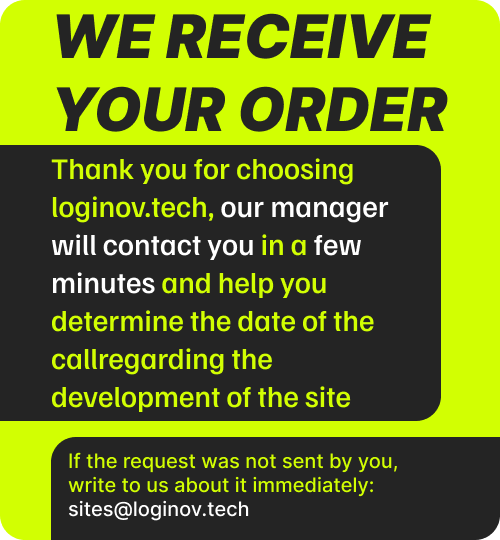 WE RECEIVE
YOUR ORDER
Thank you for choosing
loginov.tech, our manager
will contact you in a few
minutes and help you
determine the date of the
callregarding the
development of the site
If the request was not sent by you,
write to us about it immediately:
sites@loginov.tech